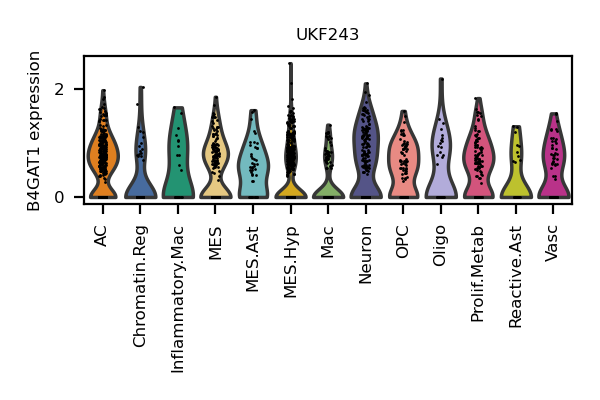 UKF243
B4GAT1 expression
2
0
AC
Chromatin.Reg
Inflammatory.Mac
MES
MES.Ast
MES.Hyp
Mac
Neuron
OPC
Oligo
Prolif.Metab
Reactive.Ast
Vasc